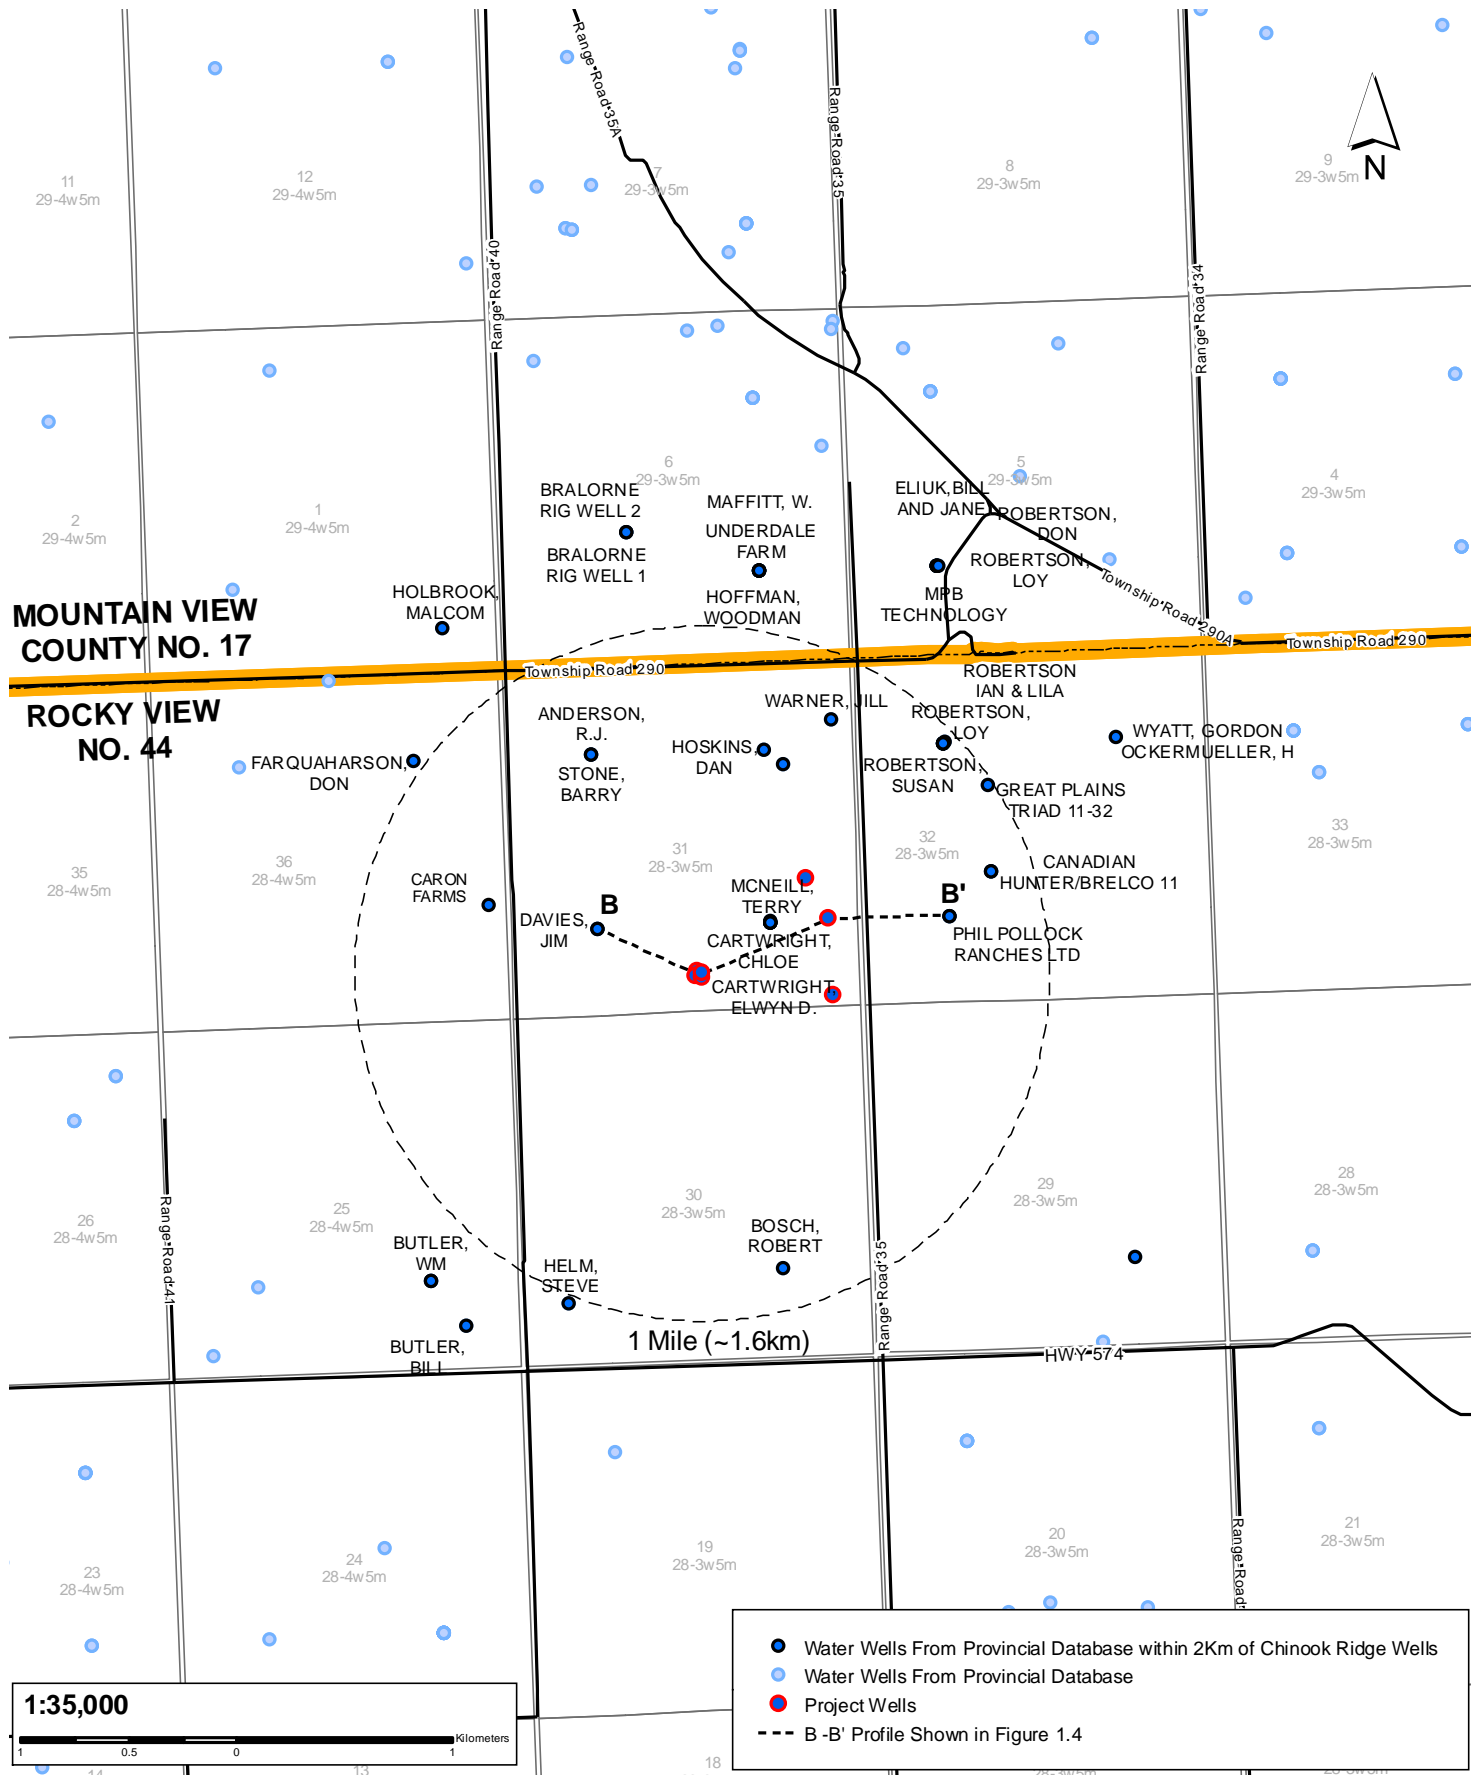 Range Road 35A
Range Road 35
11
29-4w5m
12
29-4w5m
7
29-3w5m
8
29-3w5m
9
29-3w5m
N
Range Road 40
Range Road 34
2
29-4w5m
1
29-4w5m
6
29-3w5m
5
29-3w5m
4
29-3w5m
BRALORNE
RIG WELL 2
BRALORNE
RIG WELL 1
MAFFITT, W.
UNDERDALE
FARM
HOFFMAN,
WOODMAN
ELIUK,BILL
AND JANE
ROBERTSON,
DON
ROBERTSON,
LOY
MPB
TECHNOLOGY
Township Road 290A
HOLBROOK,
MALCOM
MOUNTAIN VIEW
COUNTY NO. 17
Township Road 290
Township Road 290
ROCKY VIEW
NO. 44
ROBERTSON
IAN & LILA
WARNER, JILL
ANDERSON,
R.J.
STONE,
BARRY
HOSKINS,
DAN
ROBERTSON,
LOY
ROBERTSON,
SUSAN
WYATT, GORDON
OCKERMUELLER, H
FARQUAHARSON,
DON
GREAT PLAINS
TRIAD 11-32
35
28-4w5m
36
28-4w5m
31
28-3w5m
32
28-3w5m
33
28-3w5m
CARON
FARMS
MCNEILL,
TERRY
CANADIAN
HUNTER/BRELCO 11
B
B'
DAVIES,
JIM
CARTWRIGHT,
CHLOE
PHIL POLLOCK
RANCHES LTD
CARTWRIGHT
ELWYN D.
26
28-4w5m
25
28-4w5m
30
28-3w5m
29
28-3w5m
28
28-3w5m
Range Road 41
Range Road 35
BUTLER,
WM
HELM,
STEVE
BOSCH,
ROBERT
BUTLER,
BILL
1 Mile (~1.6km)
HWY 574
23
28-4w5m
24
28-4w5m
19
28-3w5m
20
28-3w5m
21
28-3w5m
Range Road
Water Wells From Provincial Database within 2Km of Chinook Ridge Wells
Water Wells From Provincial Database
Project Wells
B -B' Profile Shown in Figure 1.4
1:35,000
Kilometers
1 0.5 0 1
18
13